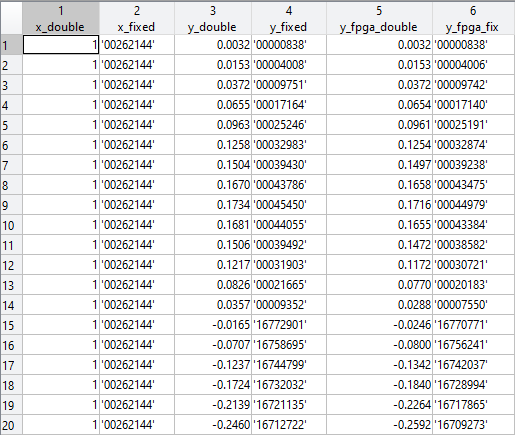 1 2 3 4 5 6
x_double x_fixed y_double y_fixed y_fpga_double y_fpga_fix
1 1 '00262144' 0.0032 '00000838' 0.0032 '00000838'
2 1 '00262144' 0.0153 '00004008' 0.0153 '00004006'
3 1 '00262144' 0.0372 '00009751' 0.0372 '00009742'
4 1 '00262144' 0.0655 '00017164' 0.0654 '00017140'
5 1 '00262144' 0.0963 '00025246' 0.0961 '00025191'
6 1 '00262144' 0.1258 '00032983' 0.1254 '00032874'
7 1 '00262144' 0.1504 '00039430' 0.1497 '00039238'
8 1 '00262144' 0.1670 '00043786' 0.1658 '00043475'
9 1 '00262144' 0.1734 '00045450' 0.1716 '00044979'
10 1 '00262144' 0.1681 '00044055' 0.1655 '00043384'
11 1 '00262144' 0.1506 '00039492' 0.1472 '00038582'
12 1 '00262144' 0.1217 '00031903' 0.1172 '00030721'
13 1 '00262144' 0.0826 '00021665' 0.0770 '00020183'
14 1 '00262144' 0.0357 '00009352' 0.0288 '00007550'
15 1 '00262144' -0.0165 '16772901' -0.0246 '16770771'
16 1 '00262144' -0.0707 '16758695' -0.0800 '16756241'
17 1 '00262144' -0.1237 '16744799' -0.1342 '16742037'
18 1 '00262144' -0.1724 '16732032' -0.1840 '16728994'
19 1 '00262144' -0.2139 '16721135' -0.2264 '16717865'
20 1 '00262144' -0.2460 '16712722' -0.2592 '16709273'